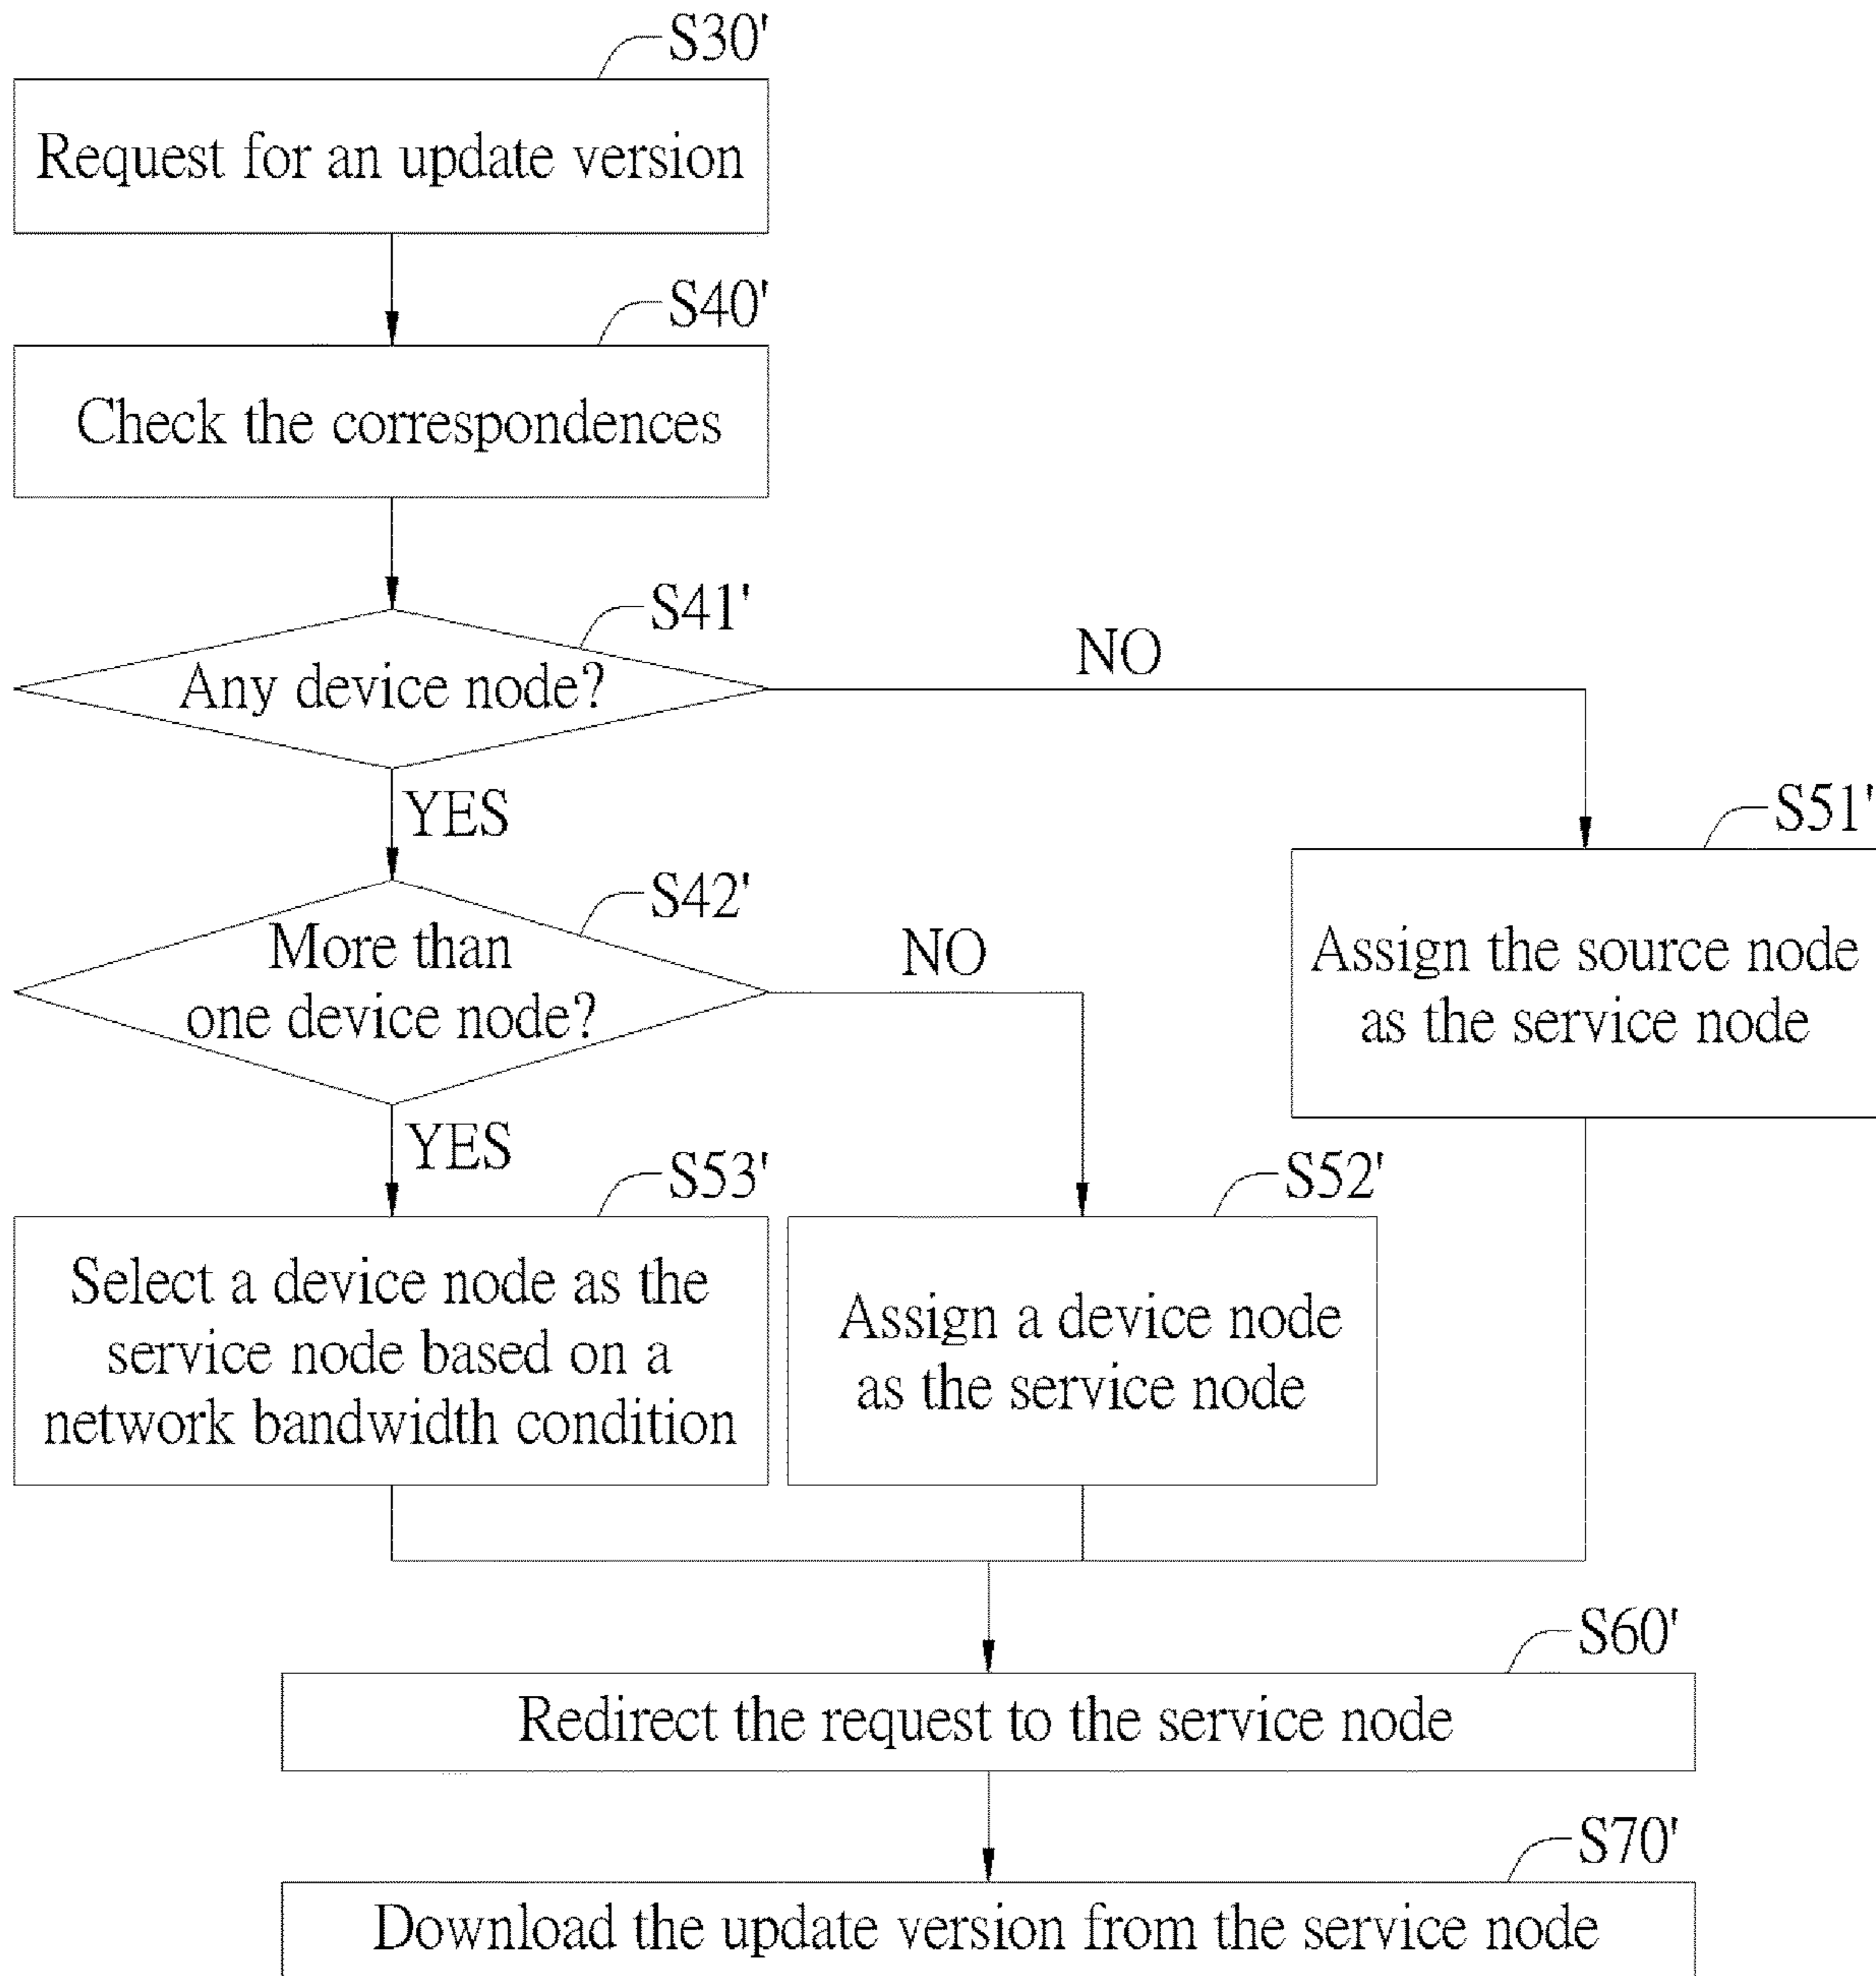 S30'
Request for an update version
S40'
Check the correspondences
S41'
Any device node?
NO
YES
S51'
Assign the source node
as the service node
S42'
More than
one device node?
NO
YES
S53'
Select a device node as the
service node based on a
network bandwidth condition
S52'
Assign a device node
as the service node
S60'
Redirect the request to the service node
S70'
Download the update version from the service node